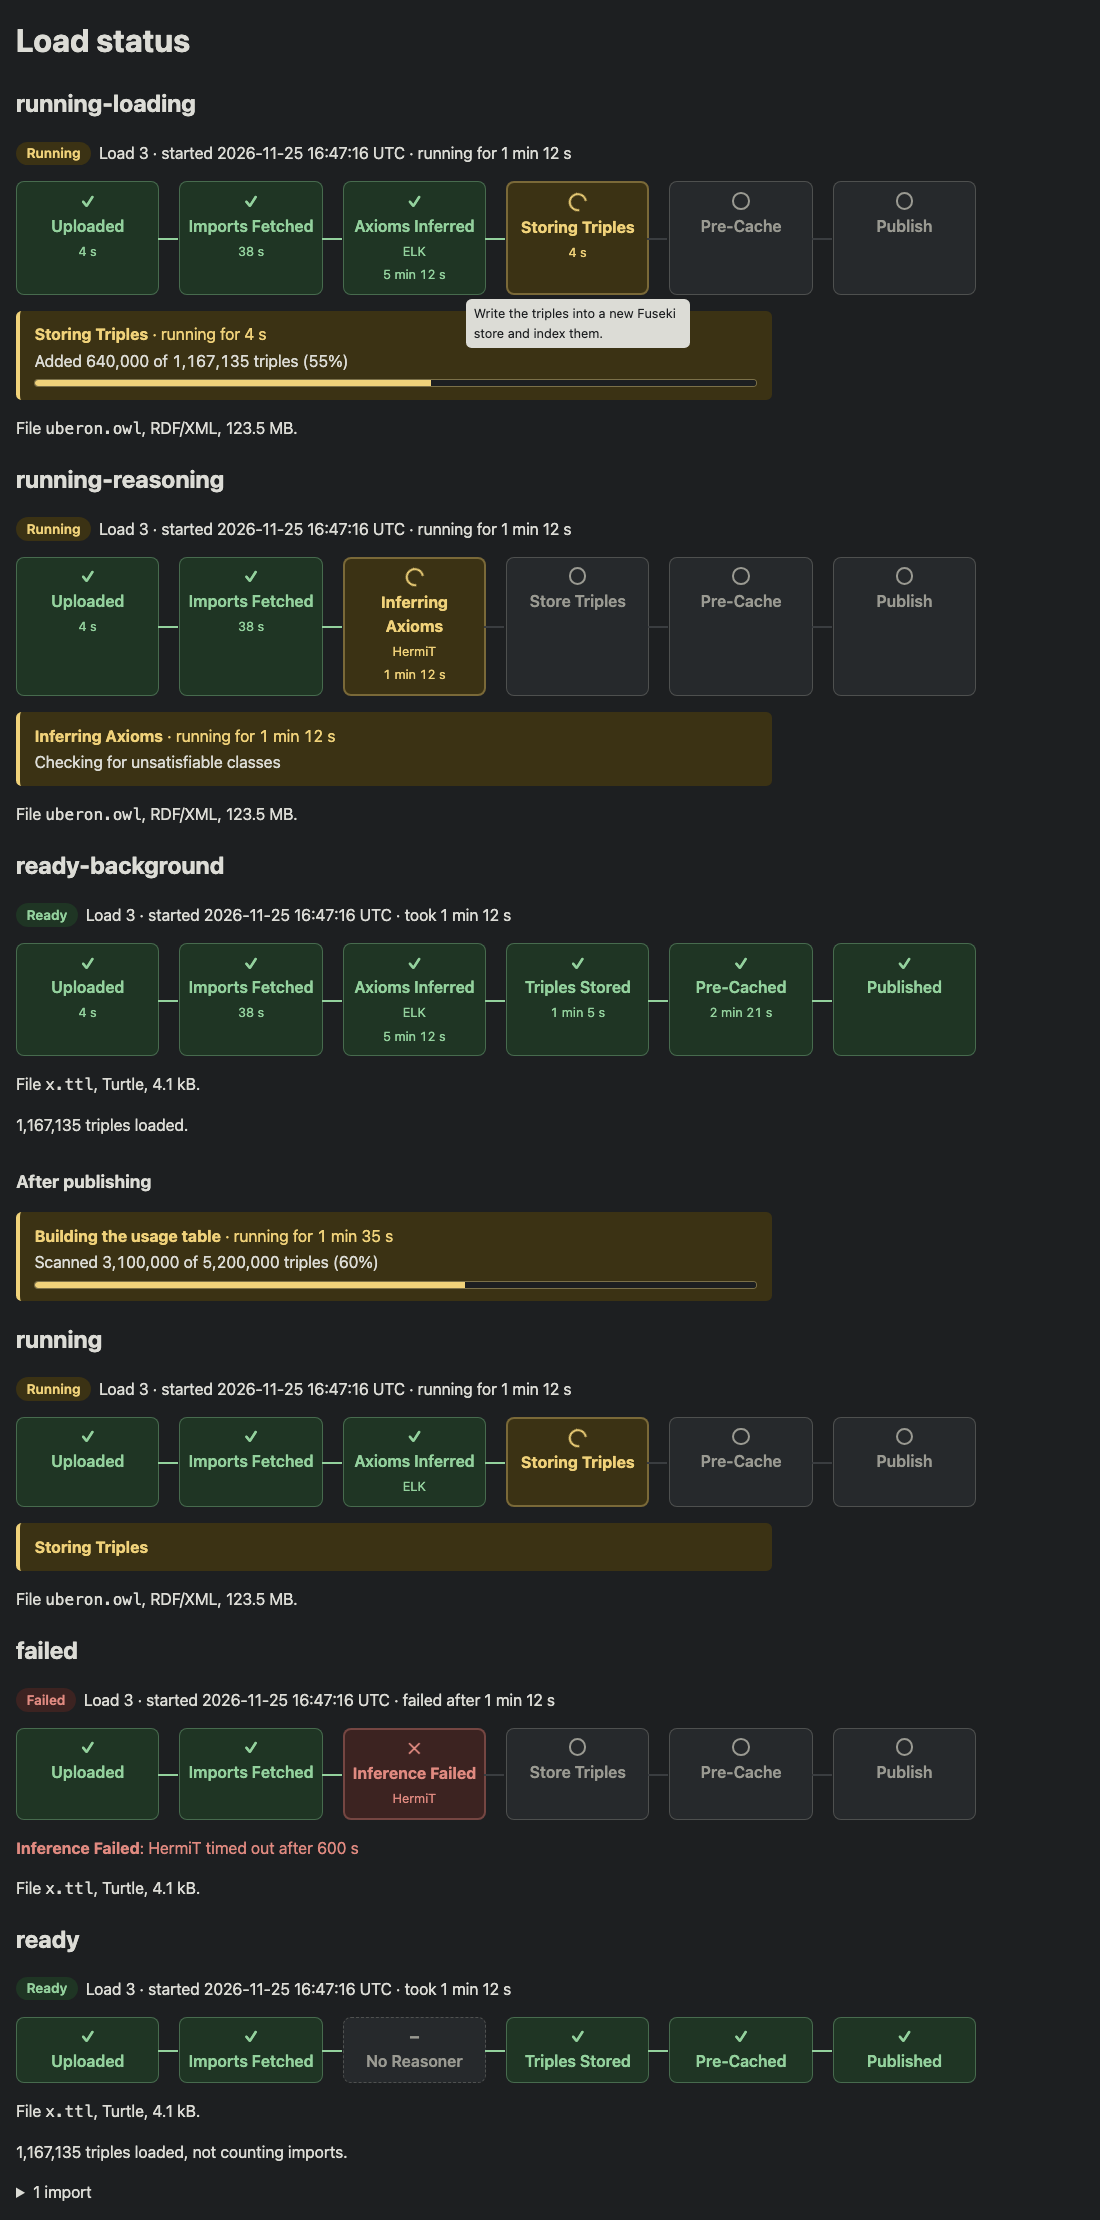 Load status
running-loading
Running Load 3 · started 2026-11-25 16:47:16 UTC · running for 1 min 12 s
Uploaded
4 s
Imports Fetched
38 s
Axioms Inferred
ELK
5 min 12 s
Storing Triples
4 s
Pre-Cache
Publish
Write the triples into a new Fuseki
store and index them.
Storing Triples · running for 4 s
Added 640,000 of 1,167,135 triples (55%)
File uberon.owl, RDF/XML, 123.5 MB.
running-reasoning
Running Load 3 · started 2026-11-25 16:47:16 UTC · running for 1 min 12 s
Uploaded
4 s
Imports Fetched
38 s
Inferring
Axioms
HermiT
1 min 12 s
Store Triples
Pre-Cache
Publish
Inferring Axioms · running for 1 min 12 s
Checking for unsatisfiable classes
File uberon.owl, RDF/XML, 123.5 MB.
ready-background
Ready Load 3 · started 2026-11-25 16:47:16 UTC · took 1 min 12 s
Uploaded
4 s
Imports Fetched
38 s
Axioms Inferred
ELK
5 min 12 s
Triples Stored
1 min 5 s
Pre-Cached
2 min 21 s
Published
File x.ttl, Turtle, 4.1 kB.
1,167,135 triples loaded.
After publishing
Building the usage table · running for 1 min 35 s
Scanned 3,100,000 of 5,200,000 triples (60%)
running
Running Load 3 · started 2026-11-25 16:47:16 UTC · running for 1 min 12 s
Uploaded
Imports Fetched
Axioms Inferred
ELK
Storing Triples
Pre-Cache
Publish
Storing Triples
File uberon.owl, RDF/XML, 123.5 MB.
failed
Failed Load 3 · started 2026-11-25 16:47:16 UTC · failed after 1 min 12 s
Uploaded
Imports Fetched
Inference Failed
HermiT
Store Triples
Pre-Cache
Publish
Inference Failed: HermiT timed out after 600 s
File x.ttl, Turtle, 4.1 kB.
ready
Ready Load 3 · started 2026-11-25 16:47:16 UTC · took 1 min 12 s
Uploaded
Imports Fetched
No Reasoner
Triples Stored
Pre-Cached
Published
File x.ttl, Turtle, 4.1 kB.
1,167,135 triples loaded, not counting imports.
1 import